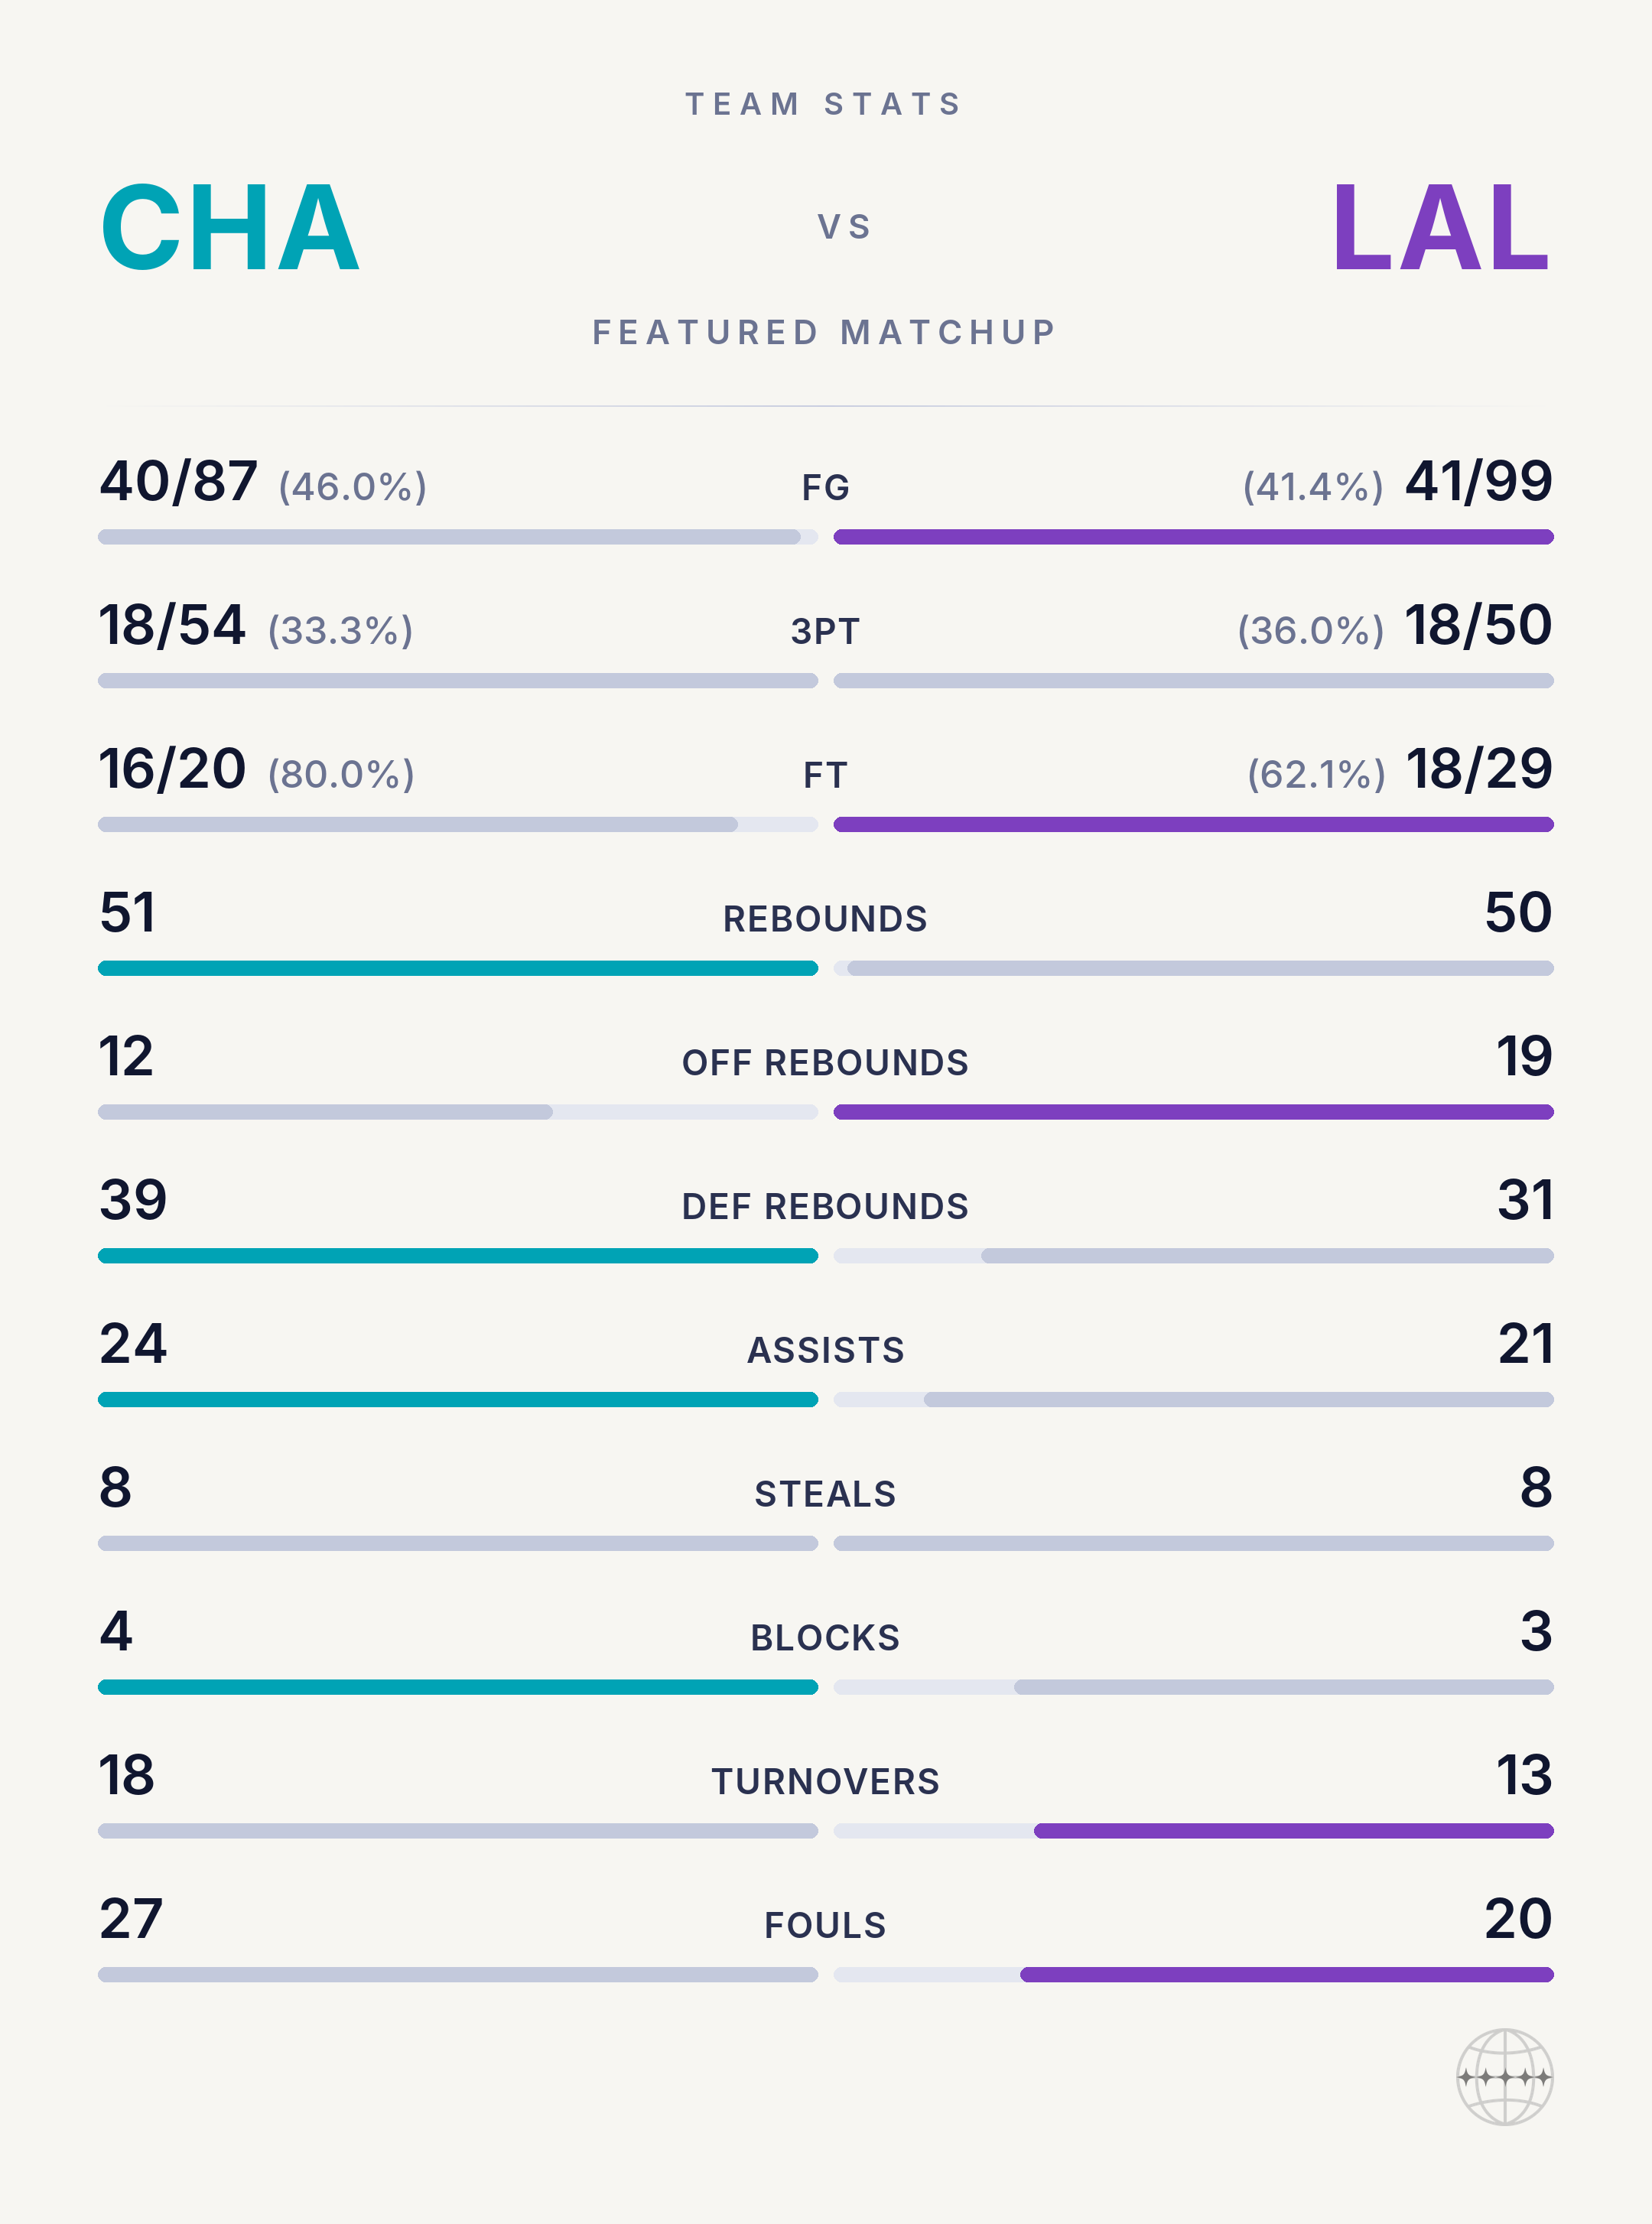 TEAM STATS
CHA VS LAL
FEATURED MATCHUP
40/87 (46.0%) FG (41.4%) 41/99
18/54 (33.3%) 3PT (36.0%) 18/50
16/20 (80.0%) FT (62.1%) 18/29
51 REBOUNDS 50
12 OFF REBOUNDS 19
39 DEF REBOUNDS 31
24 ASSISTS 21
8 STEALS 8
4 BLOCKS 3
18 TURNOVERS 13
27 FOULS 20